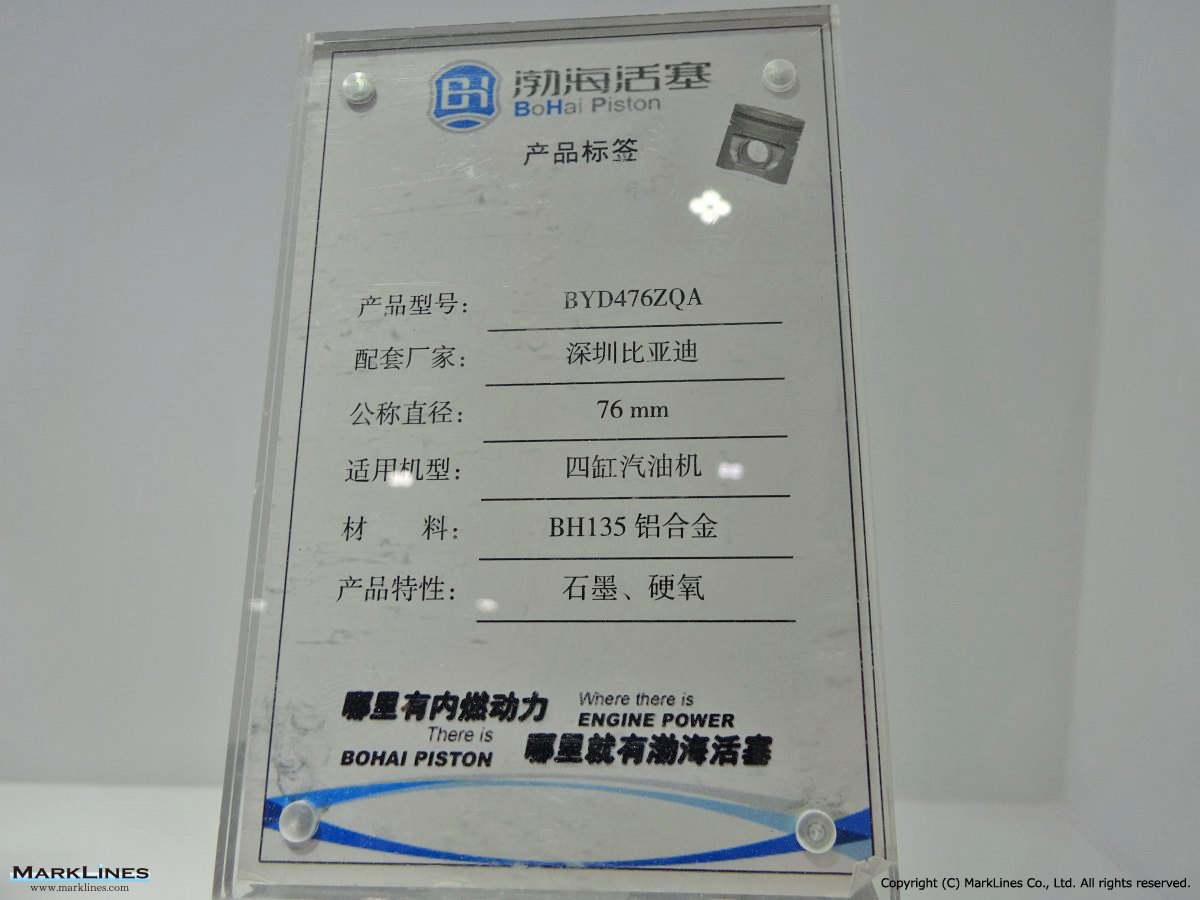 BH 渤海活塞
BoHai Piston
产品标签
产品型号: BYD476ZQA
配套厂家: 深圳比亚迪
公称直径: 76 mm
适用机型: 四缸汽油机
材 料: BH135 铝合金
产品特性: 石墨、硬氧
哪里有内燃动力 Where there is
ENGINE POWER
There is
BOHAI PISTON 哪里就有渤海活塞
MARKLINES
www.marklines.com
Copyright (C) MarkLines Co., Ltd. All rights reserved.